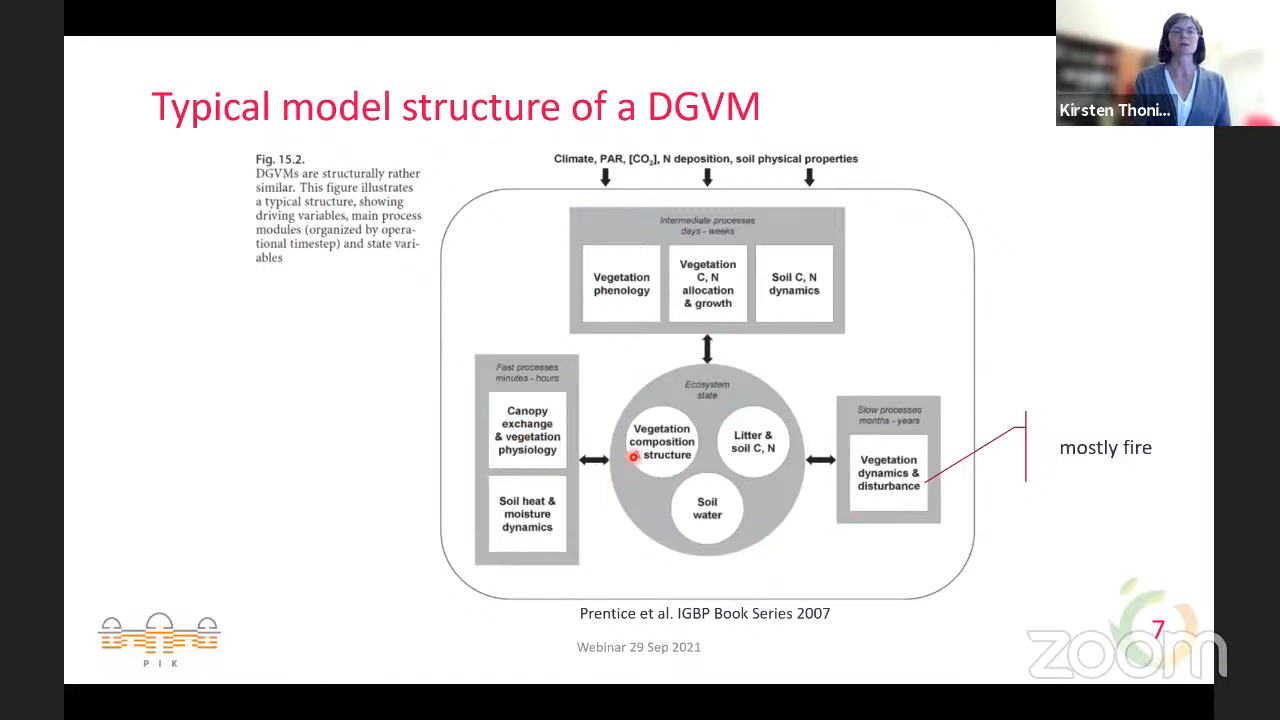 Kirsten Thoni...
Typical model structure of a DGVM
Fig. 15.2.
DGVMs are structurally rather
similar. This figure illustrates
a typical structure, showing
driving variables, main process
modules (organized by opera-
tional timestep) and state vari-
ables
Climate, PAR, [CO₂], N deposition, soil physical properties
Intermediate processes
days - weeks
Vegetation
phenology
Vegetation
C, N
allocation
& growth
Soil C, N
dynamics
Fast processes
minutes - hours
Canopy
exchange
& vegetation
physiology
Soil heat &
moisture
dynamics
Ecosystem
state
Vegetation
composition
structure
Litter &
soil C, N
Soil
water
Slow processes
months - years
Vegetation
dynamics &
disturbance
mostly fire
Prentice et al. IGBP Book Series 2007
Webinar 29 Sep 2021
P I K
7
zoom